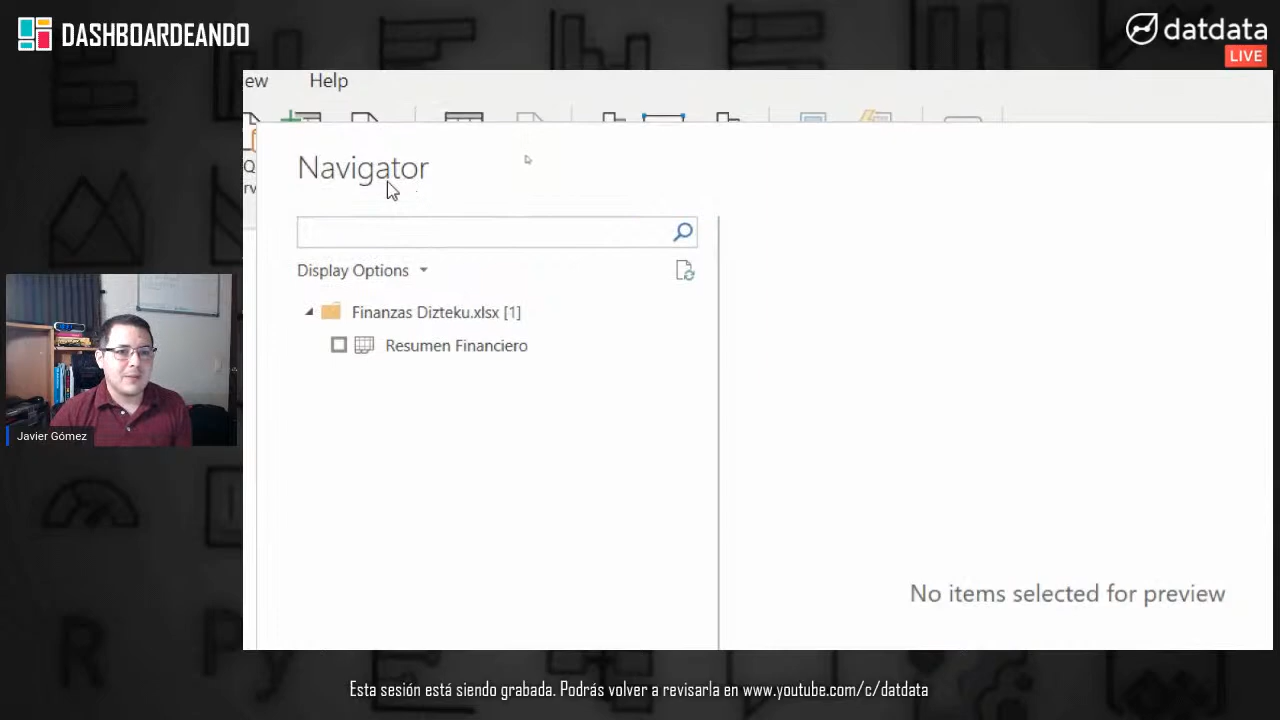 DASHBOARDEANDO
datdata
LIVE
ew Help
Navigator
Display Options
Finanzas Dizteku.xlsx [1]
Resumen Financiero
No items selected for preview
Javier Gómez
Esta sesión está siendo grabada. Podrás volver a revisarla en www.youtube.com/c/datdata
R Py